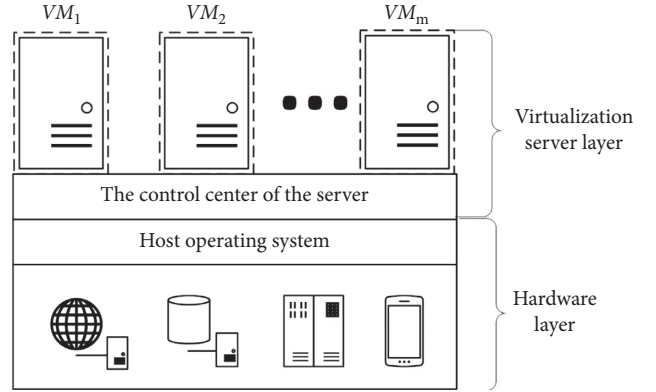 VM1
VM2
VMm
Virtualization
server layer
The control center of the server
Host operating system
Hardware
layer